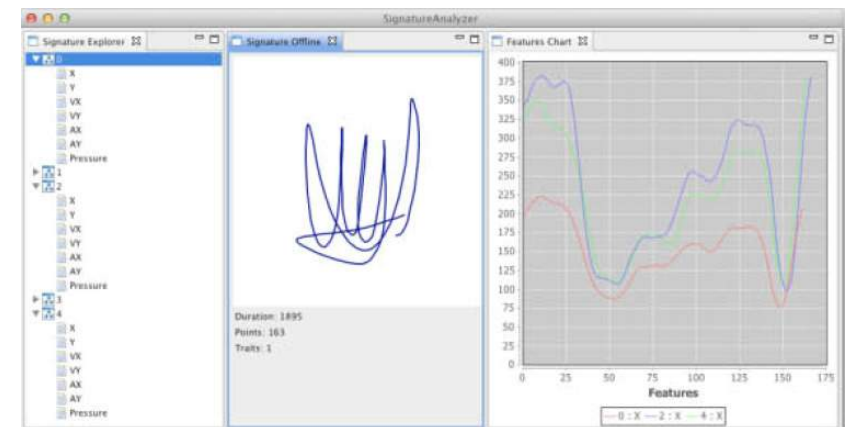 SignatureAnalyzer
Signature Explorer
0
X
Y
VX
VY
AX
AY
Pressure
1
2
X
Y
VX
VY
AX
AY
Pressure
3
4
X
Y
VX
VY
AX
AY
Pressure
Signature Offline
Duration: 1895
Points: 163
Traits: 1
Features Chart
400
375
350
325
300
275
250
225
200
175
150
125
100
75
50
25
0
0 25 50 75 100 125 150 175
Features
0 : X 2 : X 4 : X